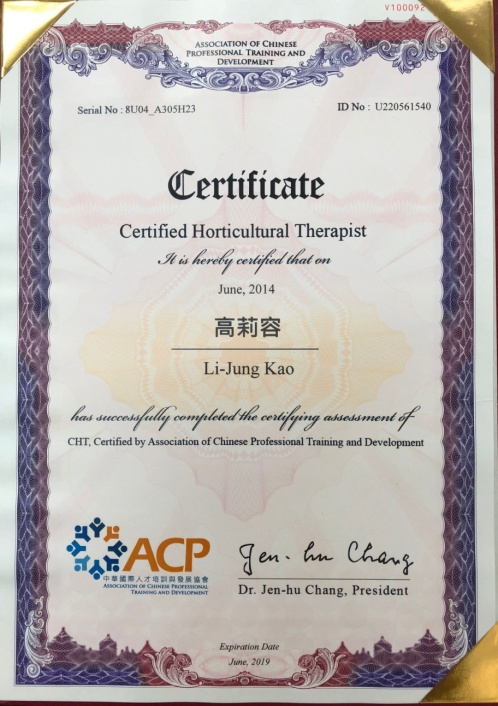 V100092
ASSOCIATION OF CHINESE
PROFESSIONAL TRAINING AND
DEVELOPMENT
Serial No : 8U04_A305H23
ID No : U220561540
Certificate
Certified Horticultural Therapist
It is hereby certified that on
June, 2014
高莉容
Li-Jung Kao
has successfully completed the certifying assessment of
CHT, Certified by Association of Chinese Professional Training and Development
ACP
中華國際人才培訓與發展協會
ASSOCIATION OF CHINESE PROFESSIONAL
TRAINING AND DEVELOPMENT
Jen-hu Chang
Dr. Jen-hu Chang, President
Expiration Date
June, 2019